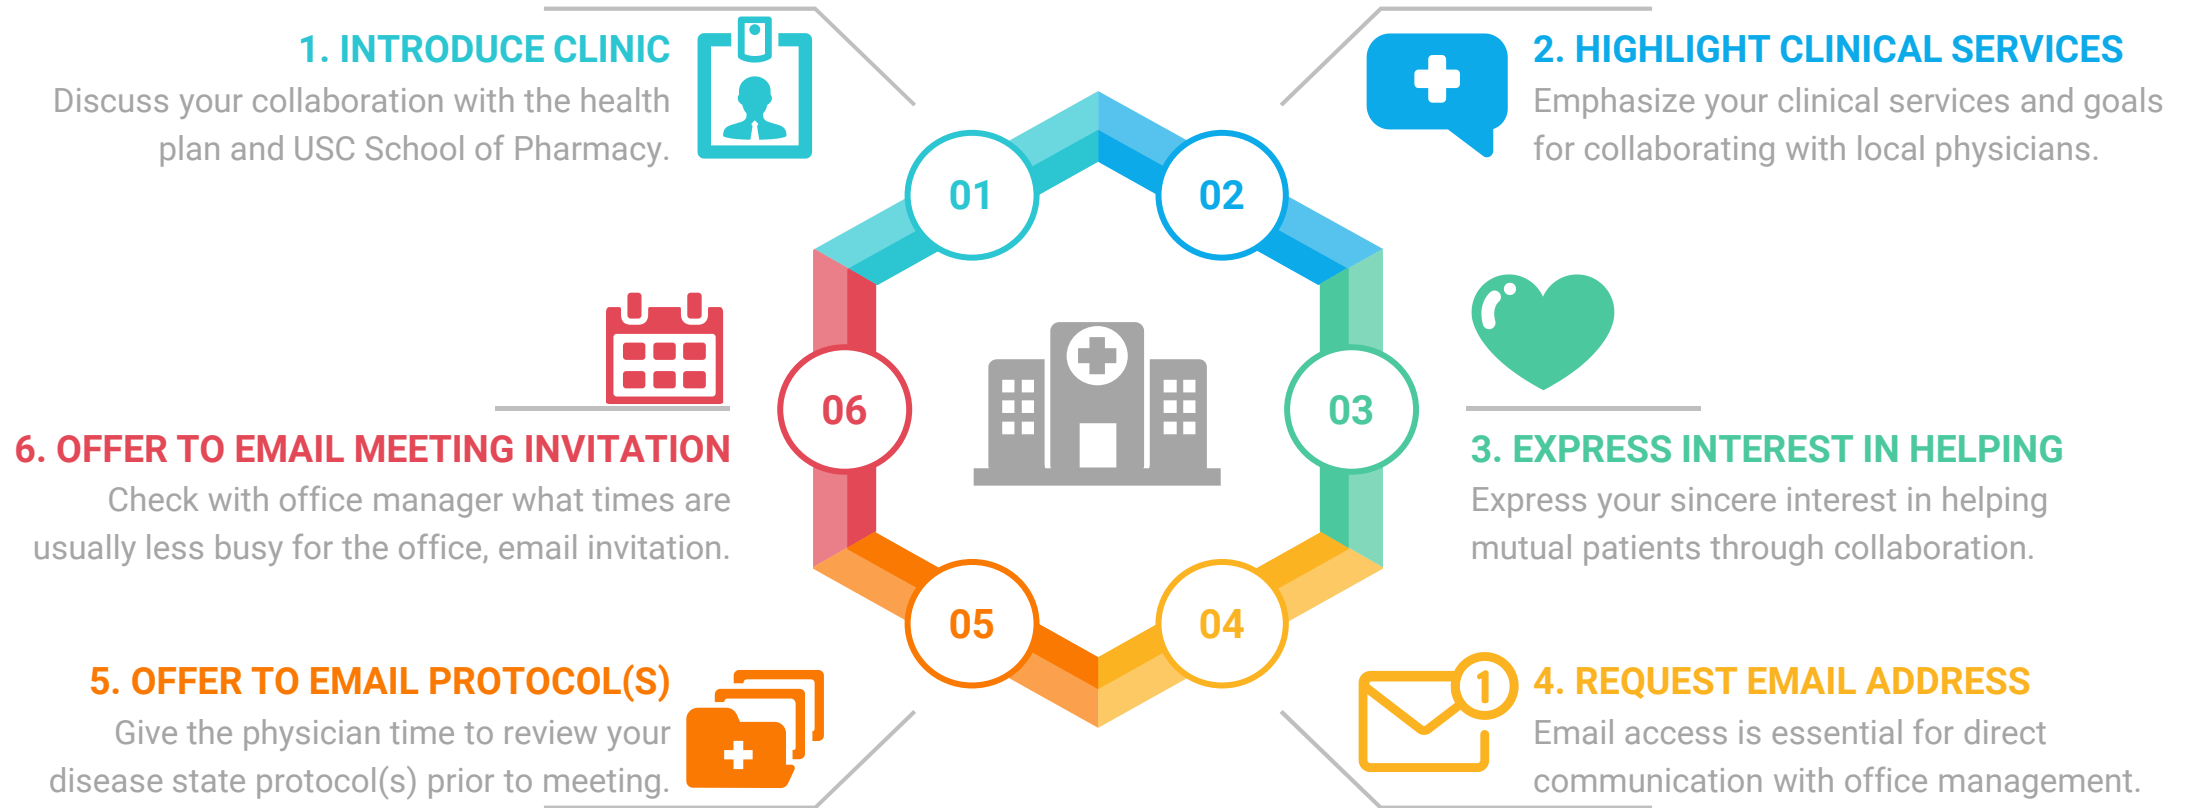 1. INTRODUCE CLINIC
Discuss your collaboration with the health
plan and USC School of Pharmacy.
2. HIGHLIGHT CLINICAL SERVICES
Emphasize your clinical services and goals
for collaborating with local physicians.
01
02
3. EXPRESS INTEREST IN HELPING
Express your sincere interest in helping
mutual patients through collaboration.
03
4. REQUEST EMAIL ADDRESS
Email access is essential for direct
communication with office management.
04
1
5. OFFER TO EMAIL PROTOCOL(S)
Give the physician time to review your
disease state protocol(s) prior to meeting.
05
6. OFFER TO EMAIL MEETING INVITATION
Check with office manager what times are
usually less busy for the office, email invitation.
06